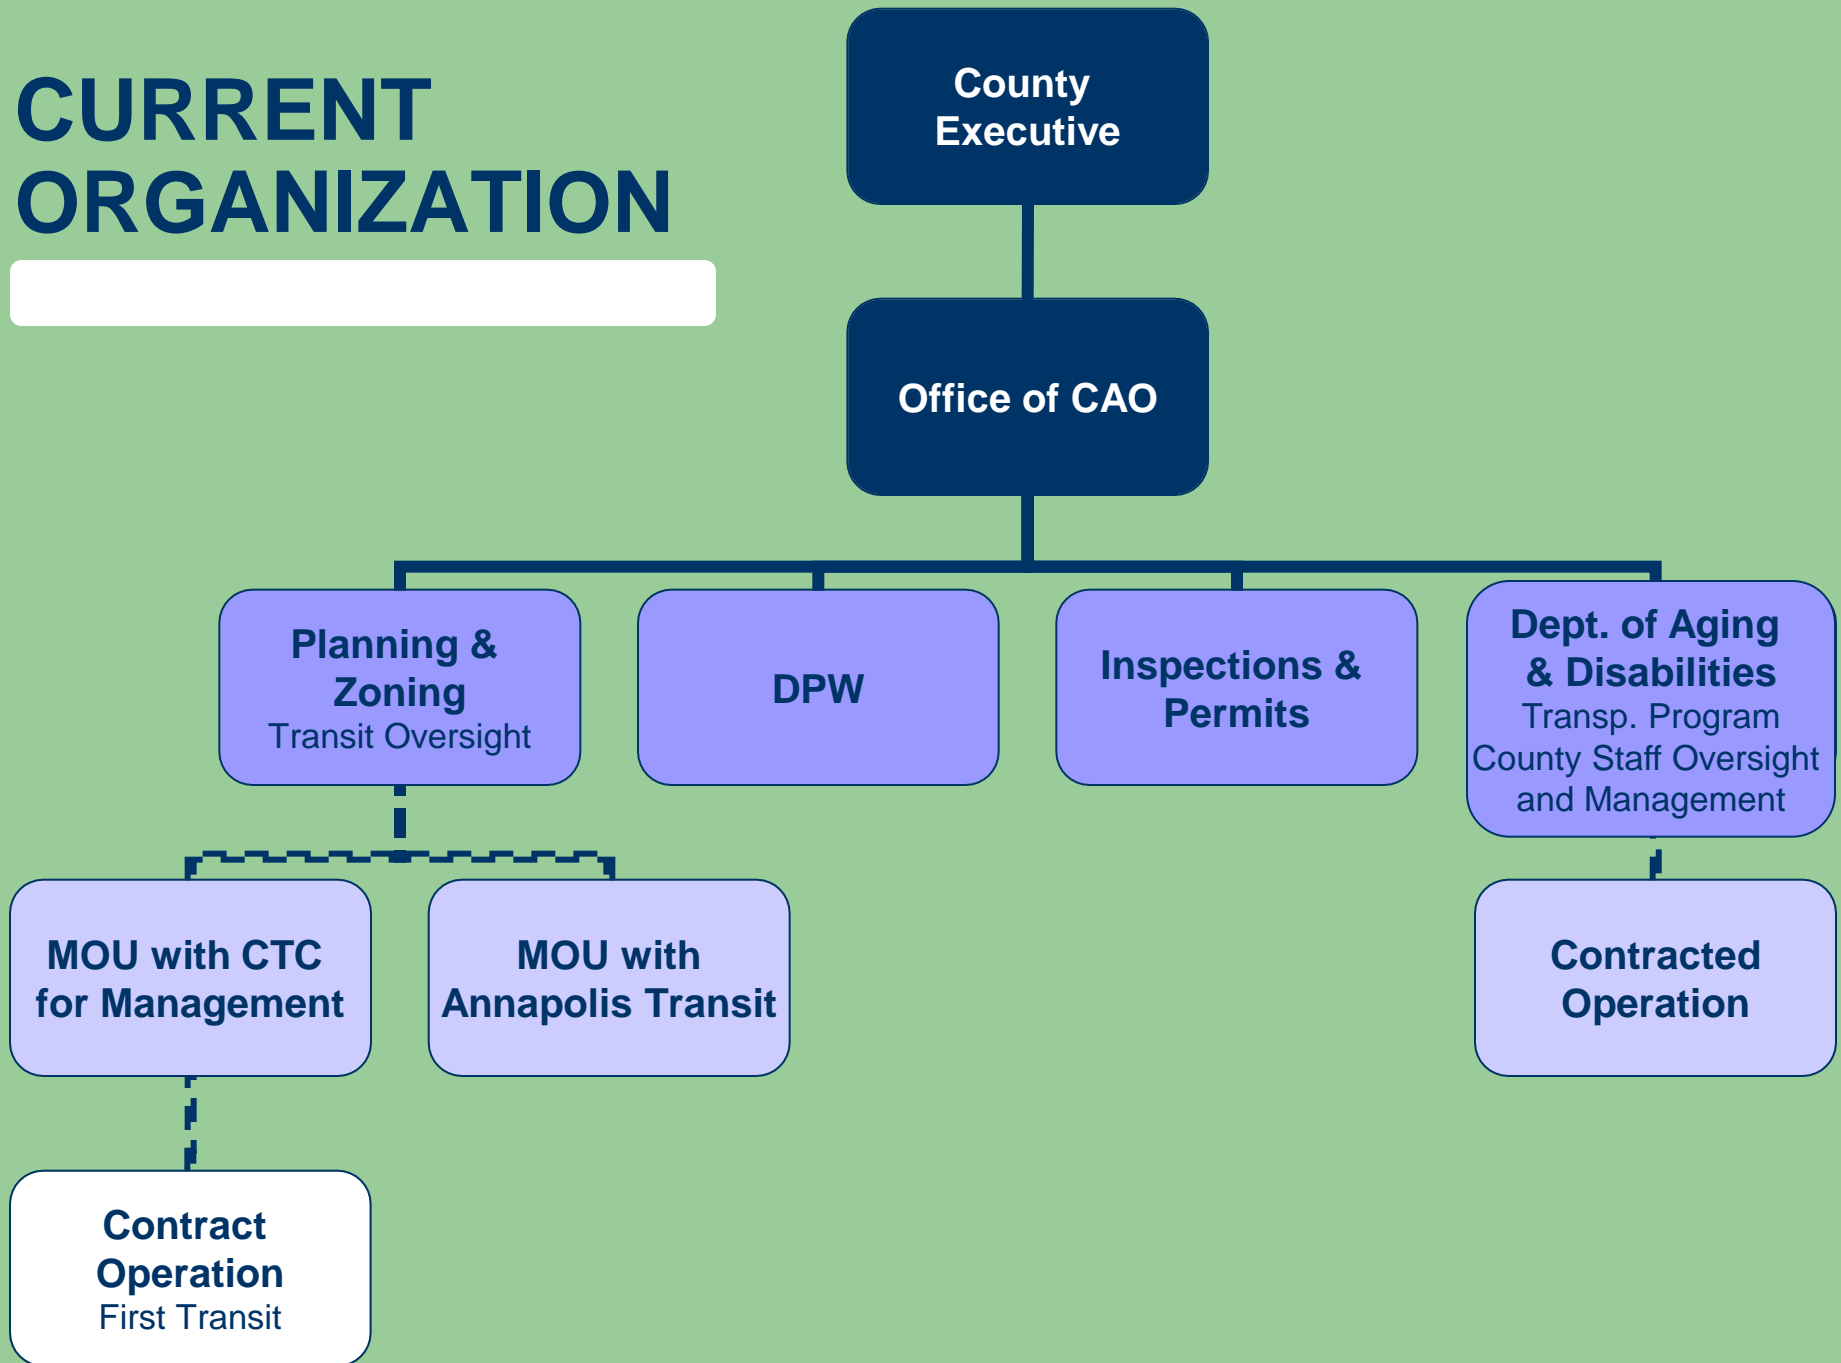 CURRENT
ORGANIZATION
County
Executive
Office of CAO
Planning &
Zoning
Transit Oversight
DPW
Inspections &
Permits
Dept. of Aging
& Disabilities
Transp. Program
County Staff Oversight
and Management
MOU with CTC
for Management
MOU with
Annapolis Transit
Contracted
Operation
Contract
Operation
First Transit